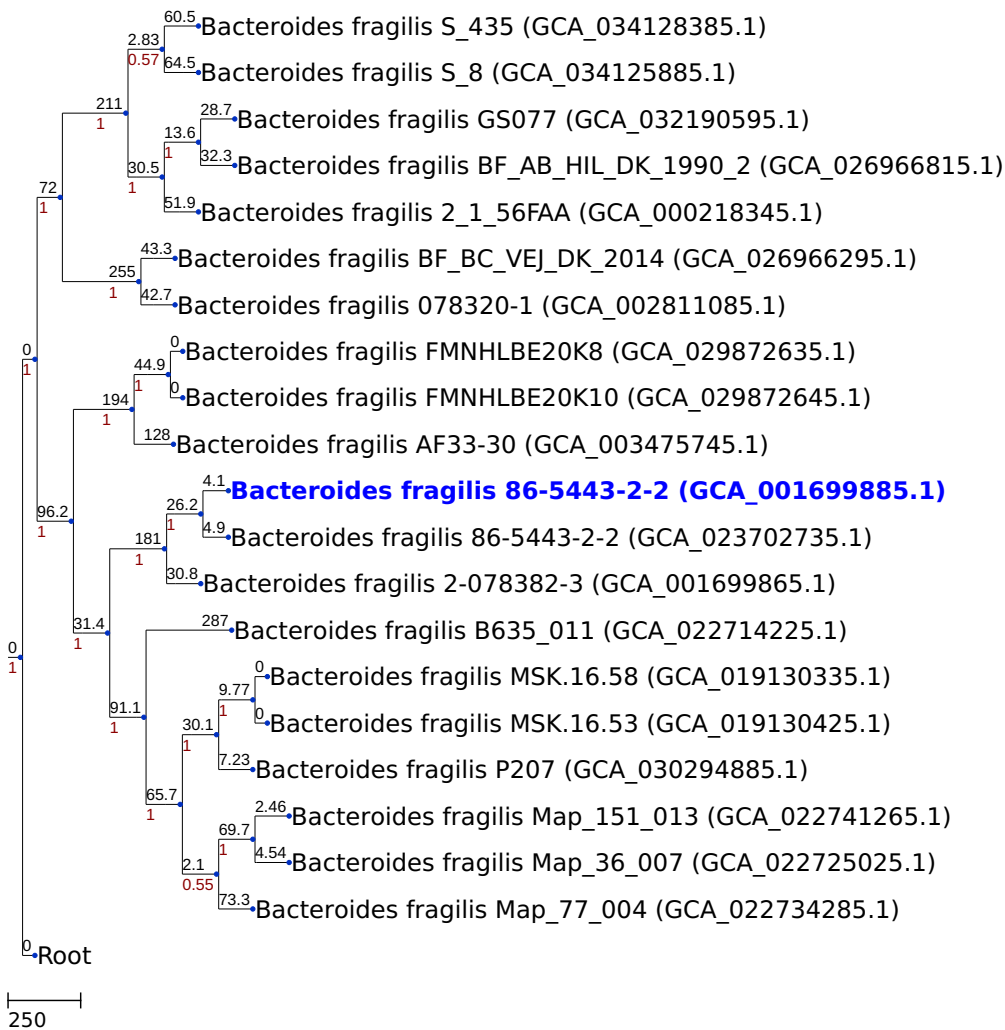 60.5
Bacteroides fragilis S_435 (GCA_034128385.1)
2.83
0.57
64.5
Bacteroides fragilis S_8 (GCA_034125885.1)
211
1
28.7
Bacteroides fragilis GS077 (GCA_032190595.1)
13.6
1
32.3
Bacteroides fragilis BF_AB_HIL_DK_1990_2 (GCA_026966815.1)
30.5
1
51.9
Bacteroides fragilis 2_1_56FAA (GCA_000218345.1)
72
1
43.3
Bacteroides fragilis BF_BC_VEJ_DK_2014 (GCA_026966295.1)
255
1
42.7
Bacteroides fragilis 078320-1 (GCA_002811085.1)
0
1
0
Bacteroides fragilis FMNHLBE20K8 (GCA_029872635.1)
44.9
1
0
Bacteroides fragilis FMNHLBE20K10 (GCA_029872645.1)
194
1
128
Bacteroides fragilis AF33-30 (GCA_003475745.1)
96.2
1
4.1
Bacteroides fragilis 86-5443-2-2 (GCA_001699885.1)
26.2
1
4.9
Bacteroides fragilis 86-5443-2-2 (GCA_023702735.1)
181
1
30.8
Bacteroides fragilis 2-078382-3 (GCA_001699865.1)
31.4
1
287
Bacteroides fragilis B635_011 (GCA_022714225.1)
0
1
0
Bacteroides fragilis MSK.16.58 (GCA_019130335.1)
9.77
1
0
Bacteroides fragilis MSK.16.53 (GCA_019130425.1)
91.1
1
30.1
1
7.23
Bacteroides fragilis P207 (GCA_030294885.1)
65.7
1
2.46
Bacteroides fragilis Map_151_013 (GCA_022741265.1)
69.7
1
4.54
Bacteroides fragilis Map_36_007 (GCA_022725025.1)
2.1
0.55
73.3
Bacteroides fragilis Map_77_004 (GCA_022734285.1)
0
Root
250